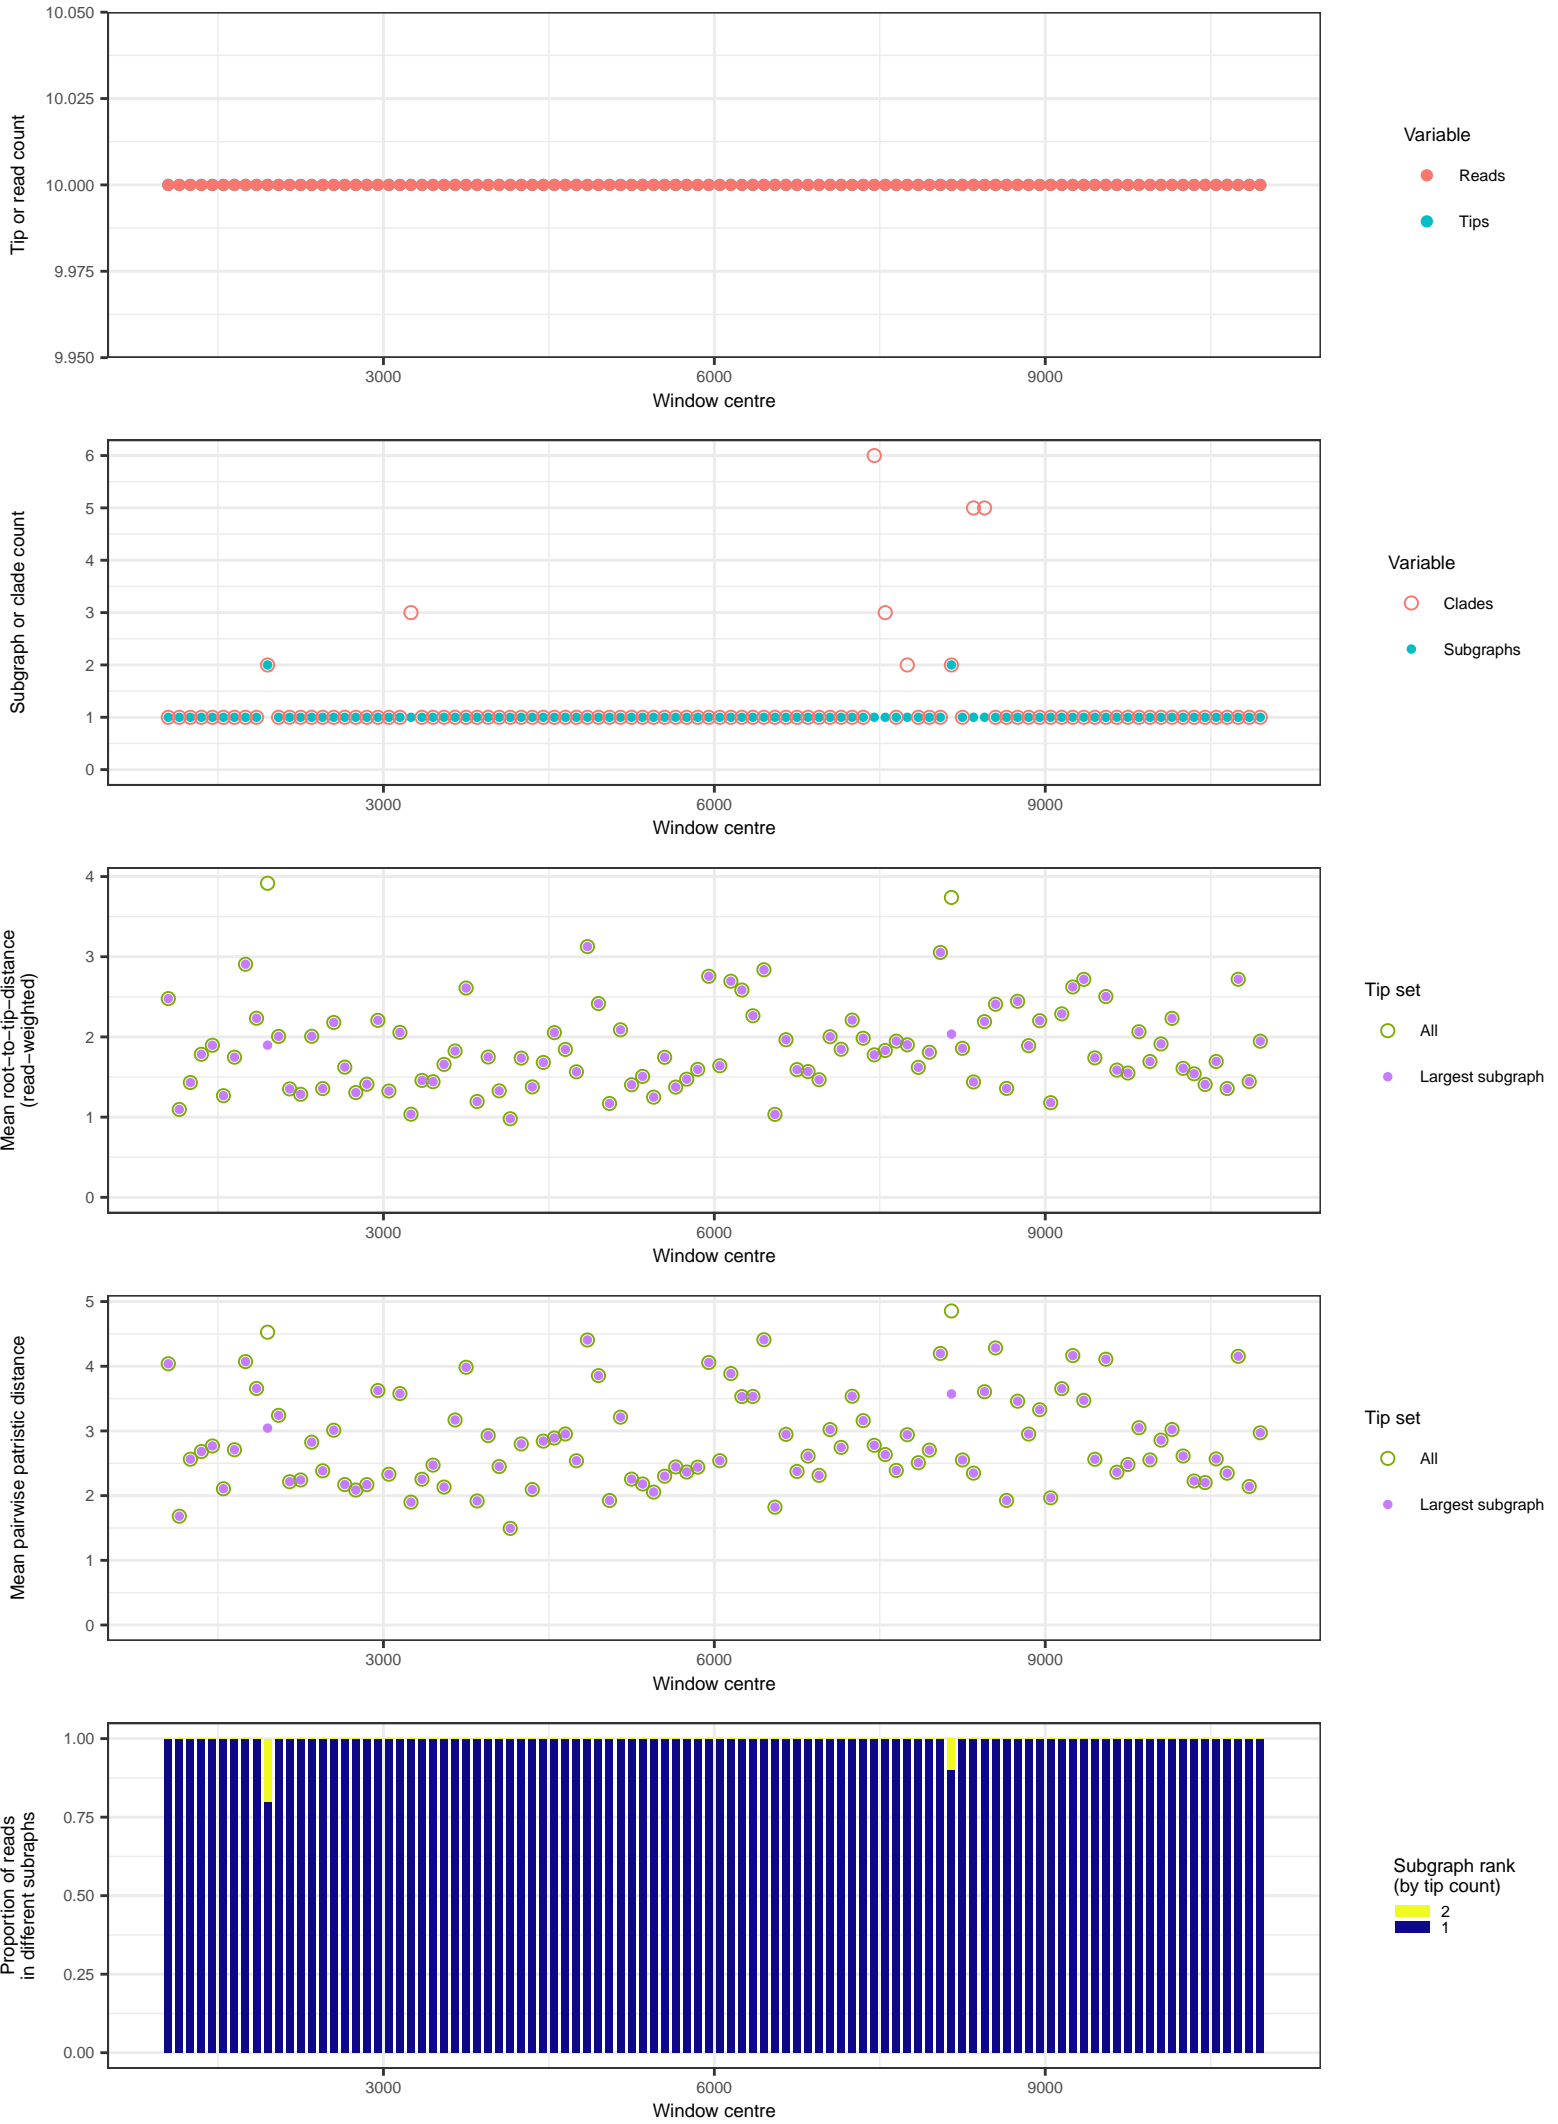 10.050
10.025
10.000
9.975
9.950
Tip or read count
3000 6000 9000
Window centre
Variable
Reads
Tips
6
5
4
3
2
1
0
Subgraph or clade count
3000 6000 9000
Window centre
Variable
Clades
Subgraphs
4
3
2
1
0
Mean root−to−tip−distance
(read−weighted)
3000 6000 9000
Window centre
Tip set
All
Largest subgraph
5
4
3
2
1
0
Mean pairwise patristic distance
3000 6000 9000
Window centre
Tip set
All
Largest subgraph
1.00
0.75
0.50
0.25
0.00
Proportion of reads
in different subraphs
3000 6000 9000
Window centre
Subgraph rank
(by tip count)
2
1